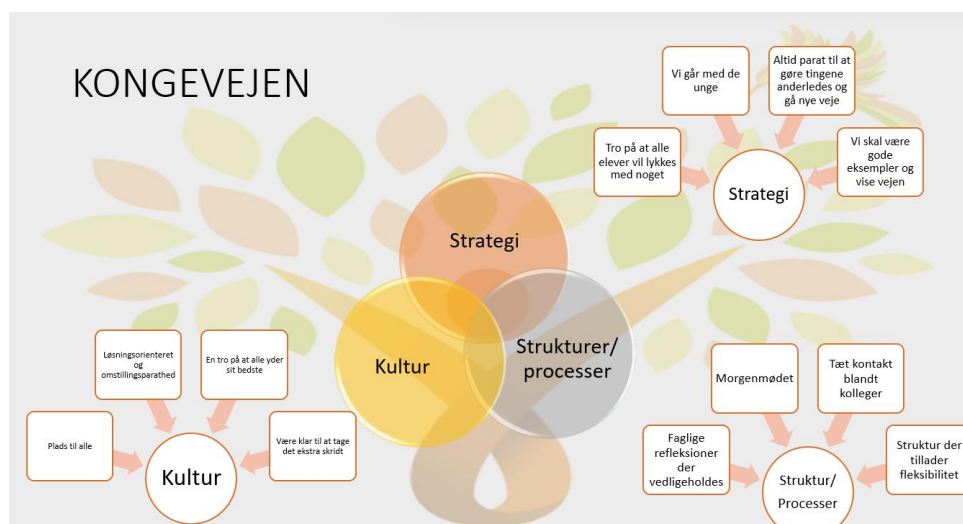 KONGEVEJEN
Strategi
Kultur
Strukturer/
processer
Vi går med de
unge
Altid parat til at
gøre tingene
anderledes og
gå nye veje
Tro på at alle
elever vil lykkes
med noget
Vi skal være
gode
eksempler og
vise vejen
Strategi
Løsningsorienteret
og
omstillingsparathed
En tro på at alle yder
sit bedste
Plads til alle
Være klar til at tage
det ekstra skridt
Kultur
Morgenmødet
Tæt kontakt
blandt
kolleger
Faglige
refleksioner
der
vedligeholdes
Struktur der
tillader
fleksibilitet
Struktur/
Processer